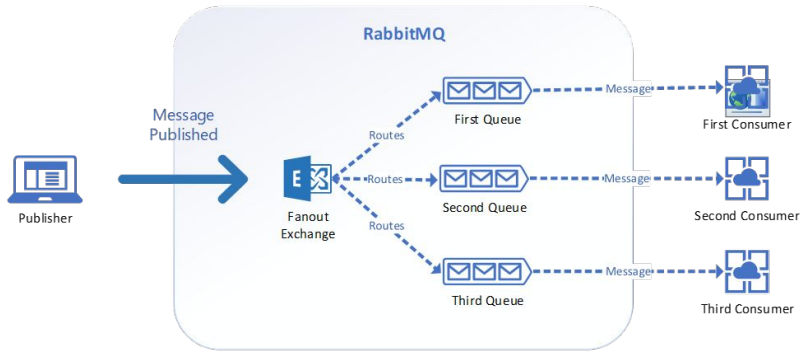 RabbitMQ
Message
Published
Publisher
E
Fanout
Exchange
Routes
Routes
Routes
First Queue
Second Queue
Third Queue
Message
Message
Message
First Consumer
Second Consumer
Third Consumer